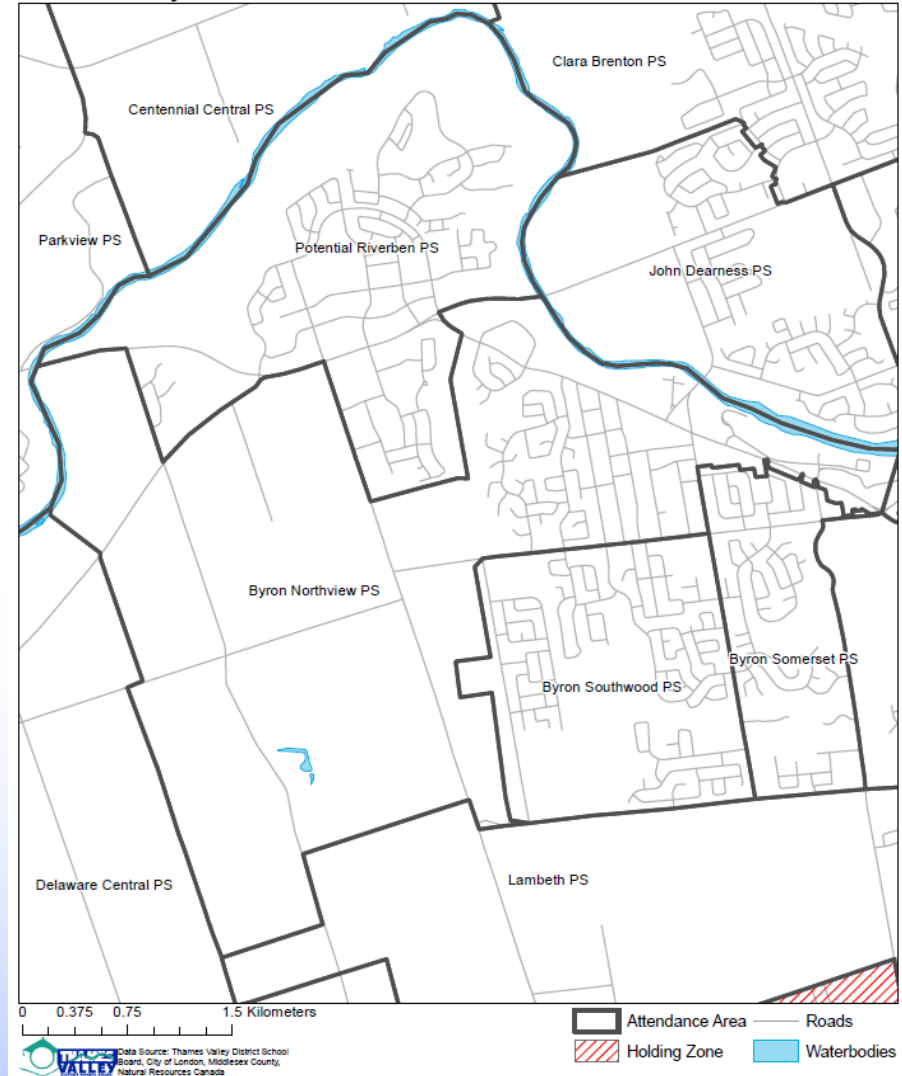 Clara Brenton PS
Centennial Central PS
Parkview PS
Potential Riverben PS
John Dearness PS
Byron Northview PS
Byron Somerset PS
Byron Southwood PS
Delaware Central PS
Lambeth PS
0 0.375 0.75 1.5 Kilometers
Attendance Area Roads
Holding Zone Waterbodies
THAMES
VALLEY
Data Source: Thames Valley District School
Board, City of London, Middlesex County,
Natural Resources Canada